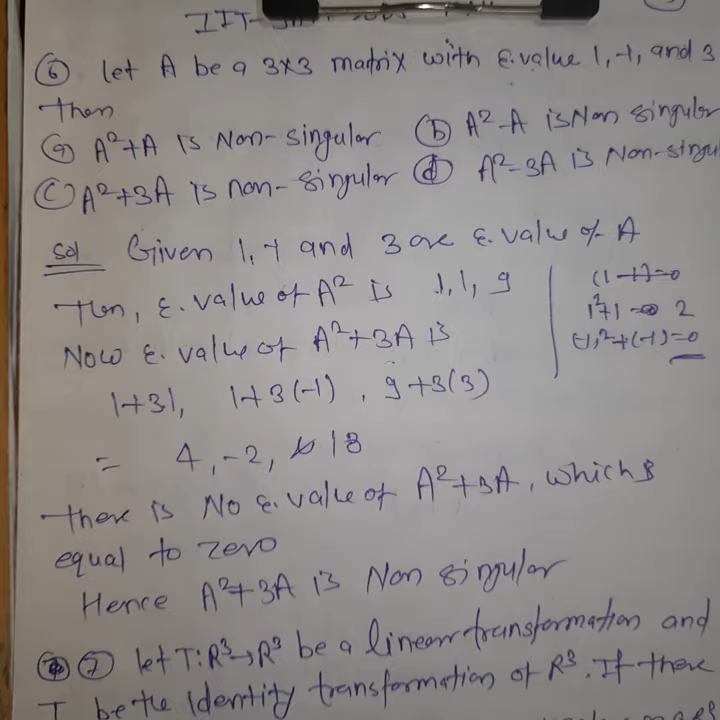 IIT-
⑥ let A be a 3x3 matrix with E.value 1,-1, and 3
then
ⓐ A²+A is Non-singular ⓑ A²-A is Non singular
ⓒ A²+3A is non-singular ⓓ A²-3A is Non-singu
Sol Given 1,-1 and 3 are E.value of A
Then, E.value of A² is 1,1,9
(1-1)=0
1²+1 = 2
(-1)²+(-1)=0
Now E.value of A²+3A is
1+31, 1+3(-1), 9+3(3)
= 4,-2, 18
there is No E.value of A²+3A, which is
equal to zero
Hence A²+3A is Non singular
⑦ let T:R³→R³ be a linear transformation and
I be the Identity transformation of R³. If there